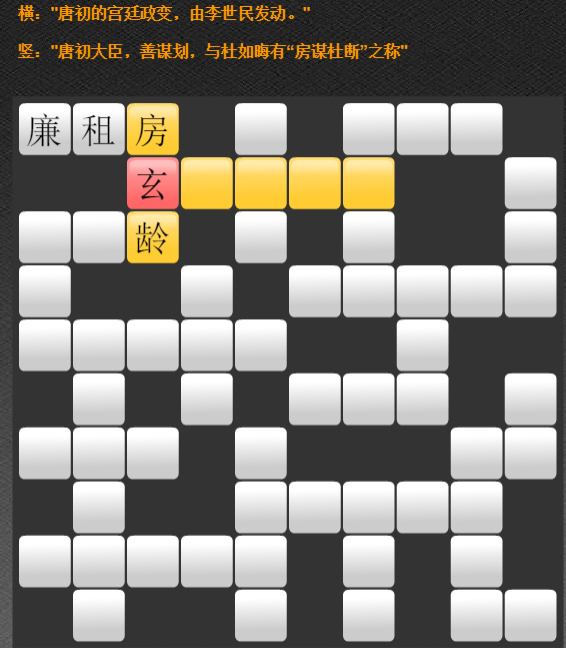 横："唐初的宫廷政变，由李世民发动。"
竖："唐初大臣，善谋划，与杜如晦有“房谋杜断”之称"
廉租房
玄
龄